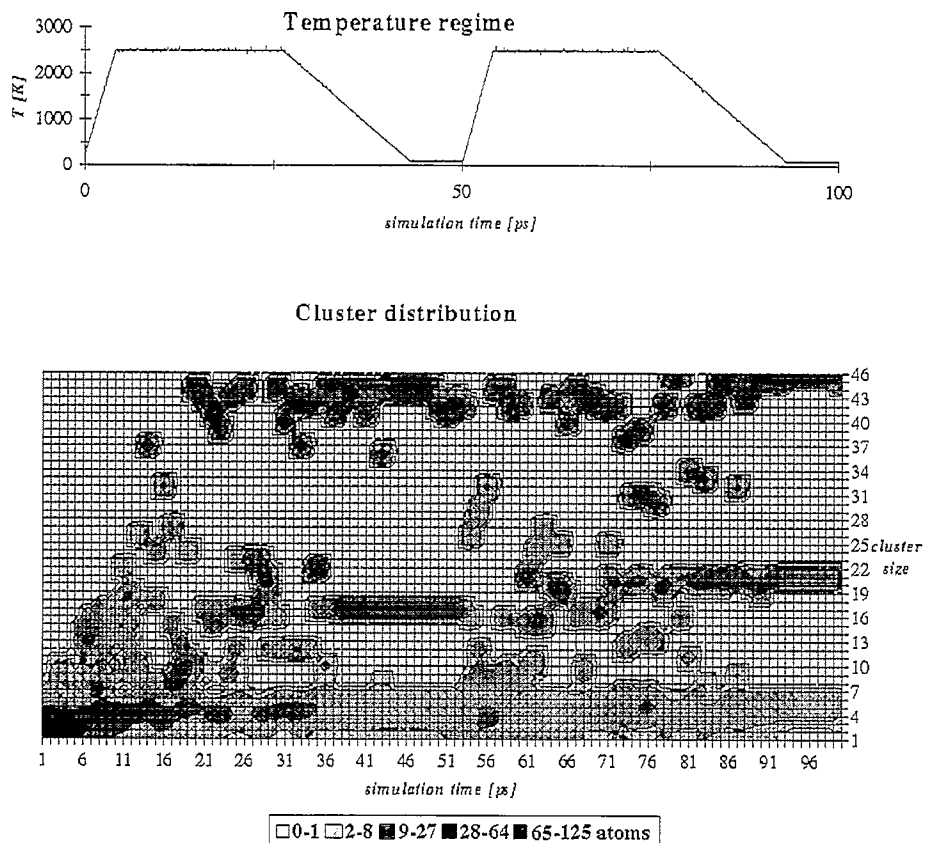 Temperature regime
3000
2000
1000
0
T [K]
0 50 100
simulation time [ps]
Cluster distribution
46
43
40
37
34
31
28
25 cluster
size
22
19
16
13
10
7
4
1
1 6 11 16 21 26 31 36 41 46 51 56 61 66 71 76 81 86 91 96
simulation time [ps]
0-1 2-8 9-27 28-64 65-125 atoms